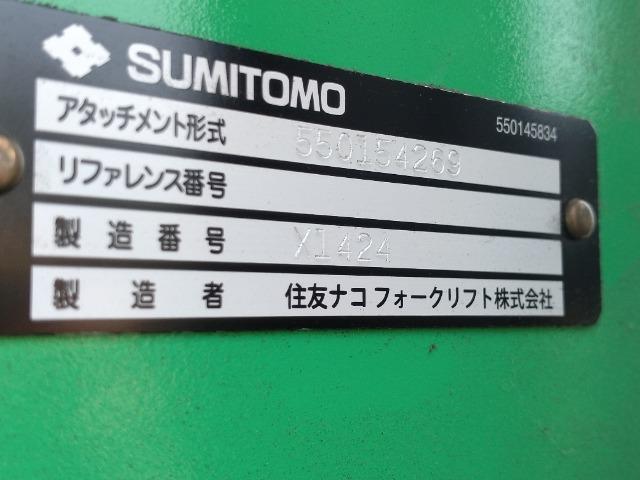 SUMITOMO
550145834
アタッチメント形式 550154269
リファレンス番号
製造番号 X1424
製造者 住友ナコ フォークリフト株式会社